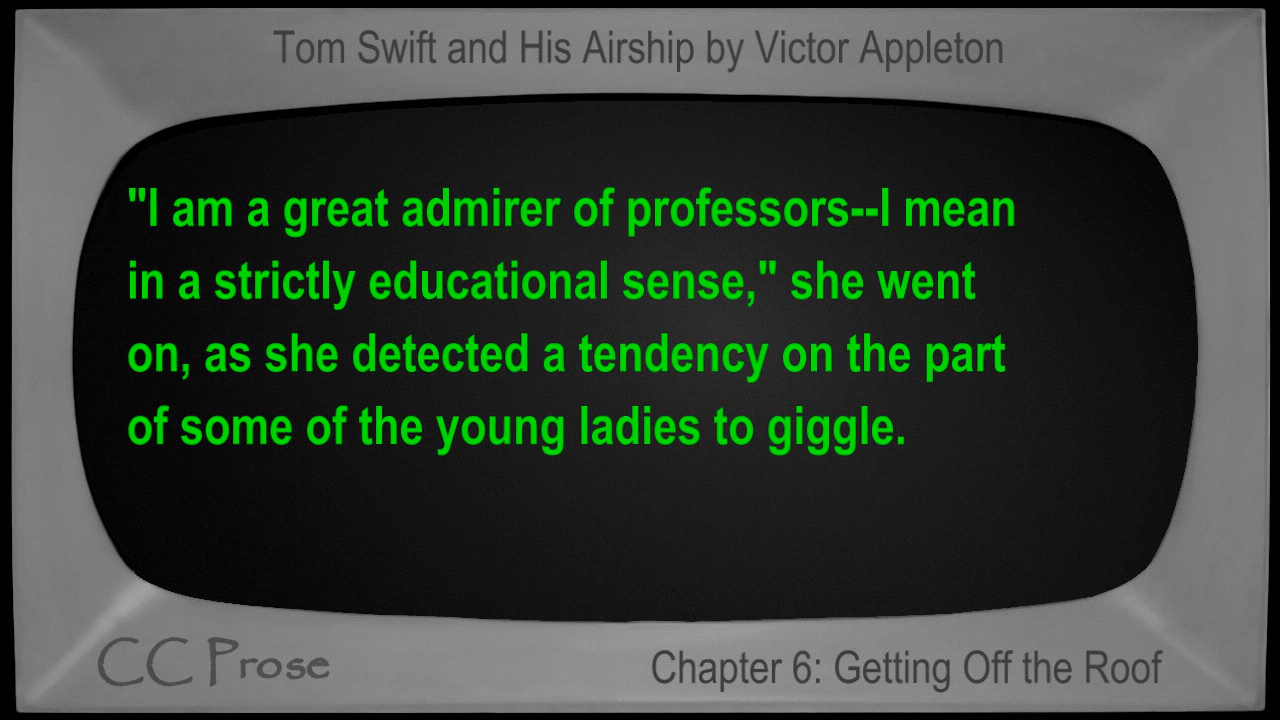 Tom Swift and His Airship by Victor Appleton
"I am a great admirer of professors--I mean
in a strictly educational sense," she went
on, as she detected a tendency on the part
of some of the young ladies to giggle.
CC Prose
Chapter 6: Getting Off the Roof